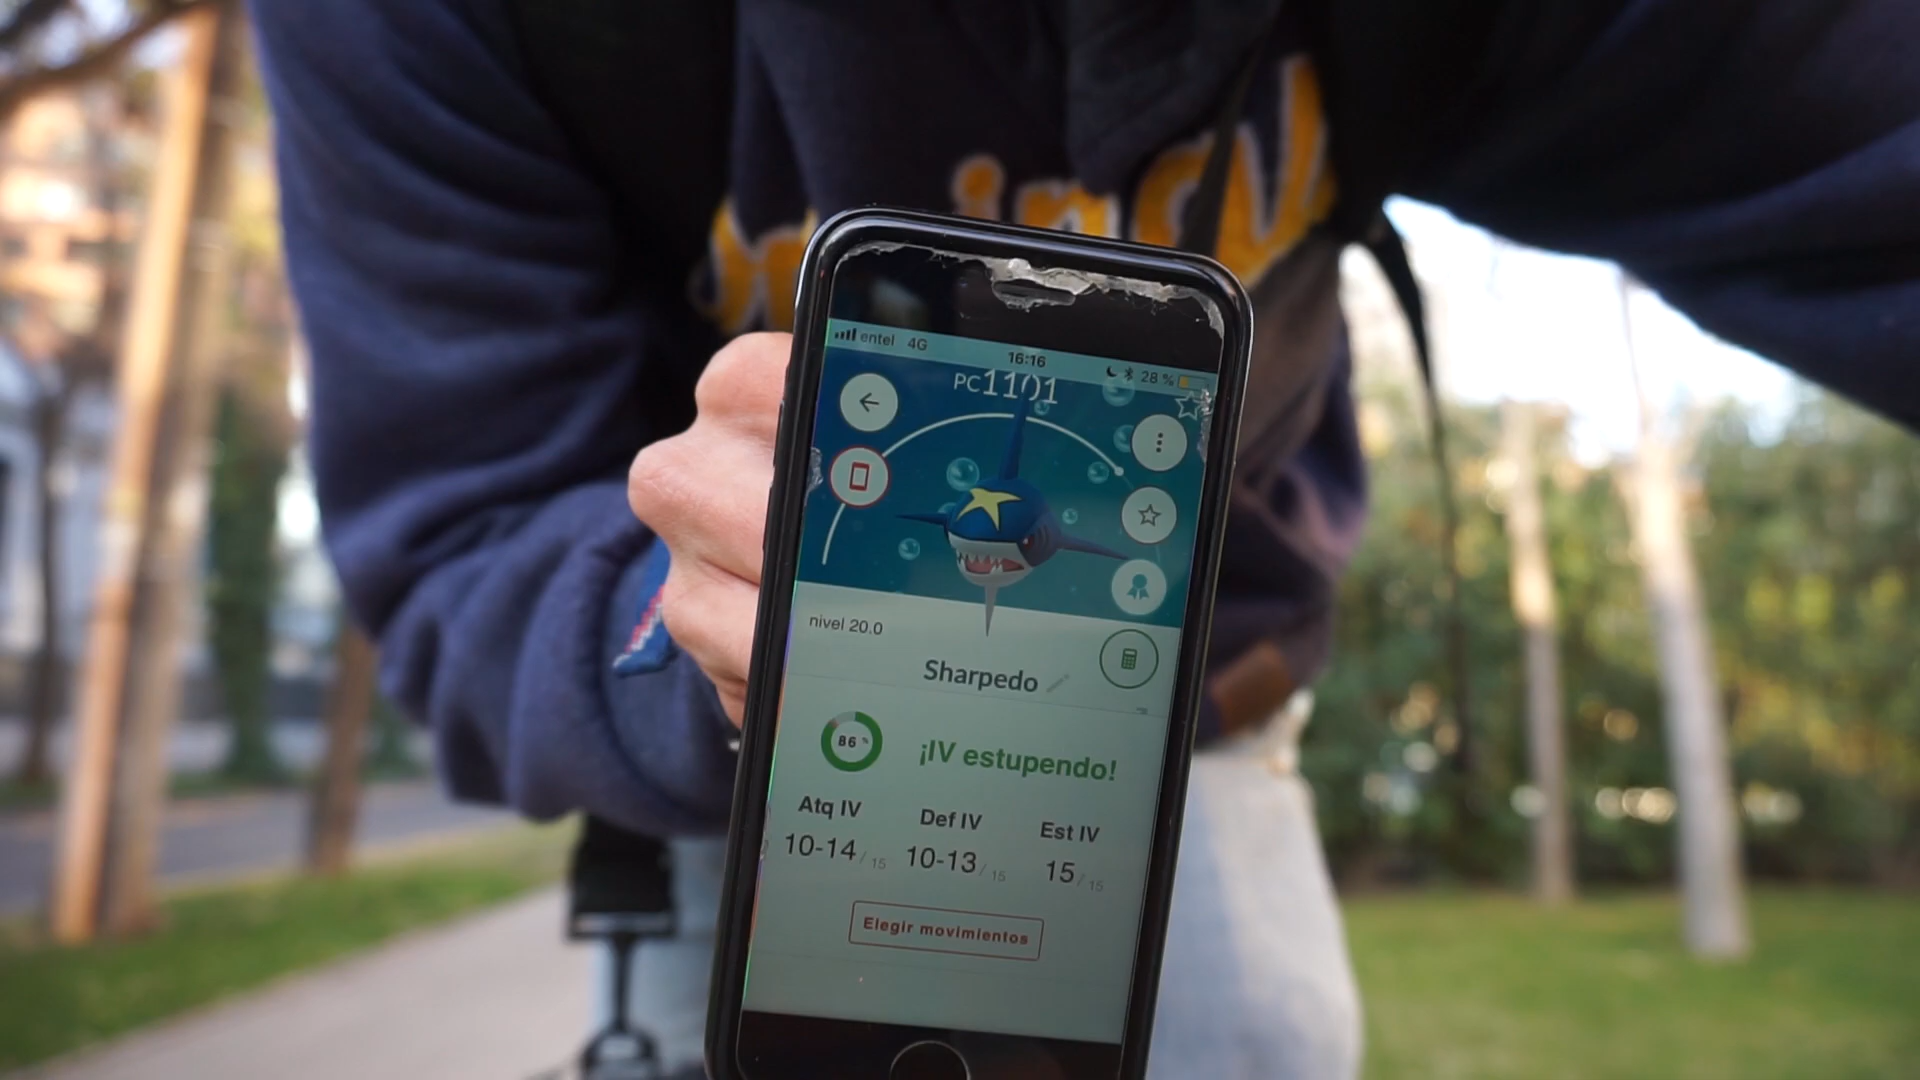 entel 4G 16:16 28 %
PC1101
nivel 20.0
Sharpedo
86 %
¡IV estupendo!
Atq IV Def IV Est IV
10-14 / 15 10-13 / 15 15 / 15
Elegir movimientos